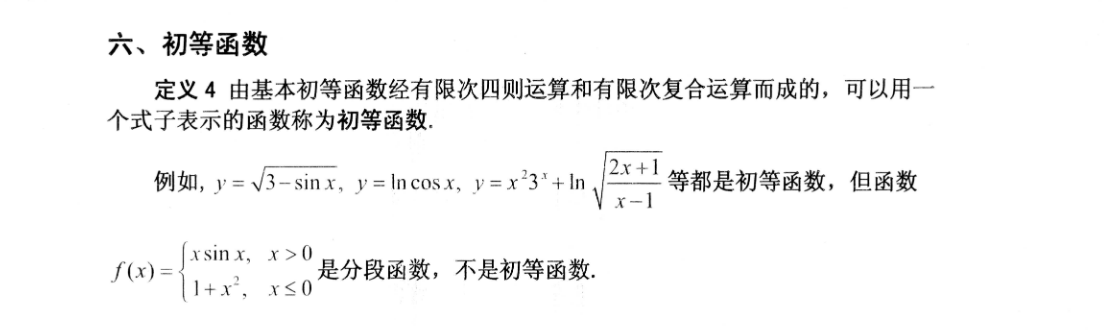 六、初等函数
定义 4 由基本初等函数经有限次四则运算和有限次复合运算而成的，可以用一
个式子表示的函数称为初等函数.
例如, $y=\sqrt{3-\sin x}$, $y=\ln\cos x$, $y=x^{2}3^{x}+\ln\sqrt{\frac{2x+1}{x-1}}$ 等都是初等函数，但函数
$f(x)=\begin{cases}x\sin x, & x>0\\1+x^{2}, & x\leq 0\end{cases}$ 是分段函数，不是初等函数.